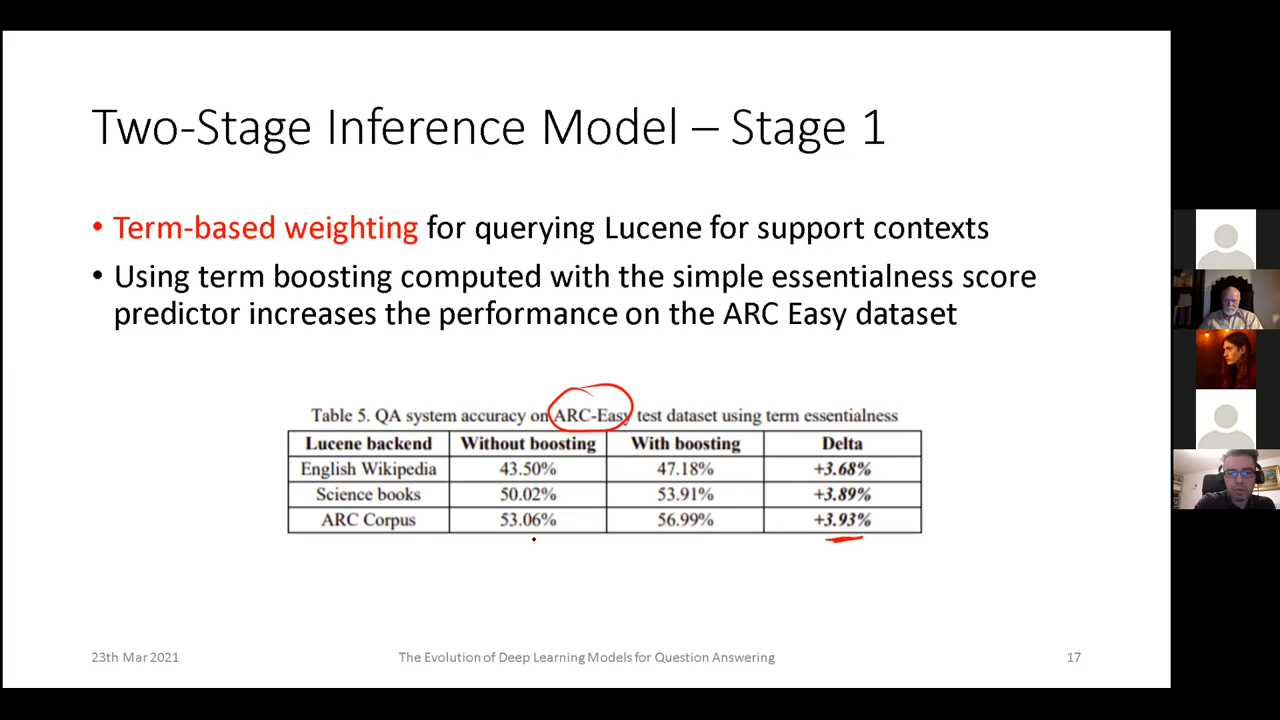 Two-Stage Inference Model – Stage 1
• Term-based weighting for querying Lucene for support contexts
• Using term boosting computed with the simple essentialness score
predictor increases the performance on the ARC Easy dataset
Table 5. QA system accuracy on ARC-Easy test dataset using term essentialness
Lucene backend Without boosting With boosting Delta
English Wikipedia 43.50% 47.18% +3.68%
Science books 50.02% 53.91% +3.89%
ARC Corpus 53.06% 56.99% +3.93%
23th Mar 2021 The Evolution of Deep Learning Models for Question Answering 17